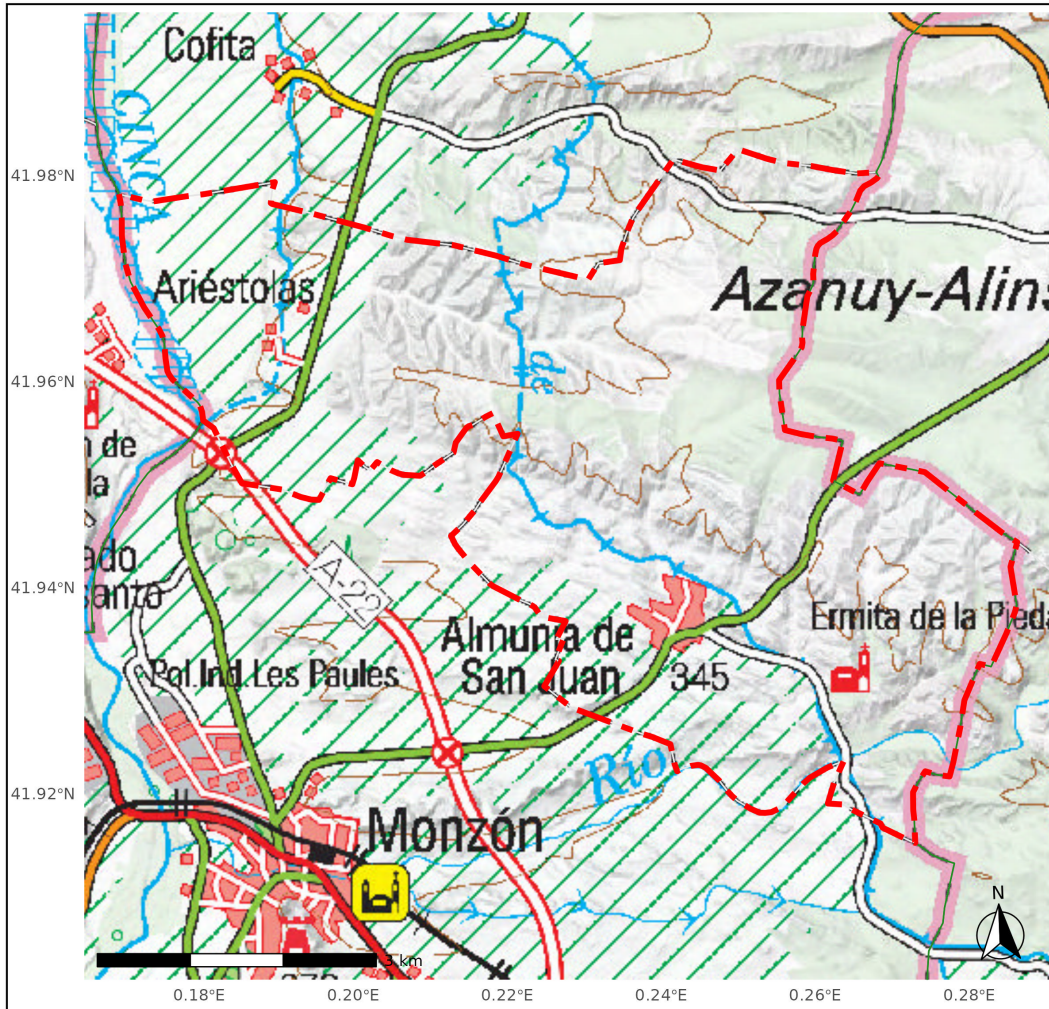 Cofita
CINCA
41.98°N
Ariéstolas
Azanuy-Alins
de
41.96°N
n de
la
ado
santo
A-22
41.94°N
Almunia de
San Juan
345
Ermita de la Pieda
Pol.Ind Les Paules
Río
41.92°N
Monzón
N
3 km
0.18°E
0.20°E
0.22°E
0.24°E
0.26°E
0.28°E